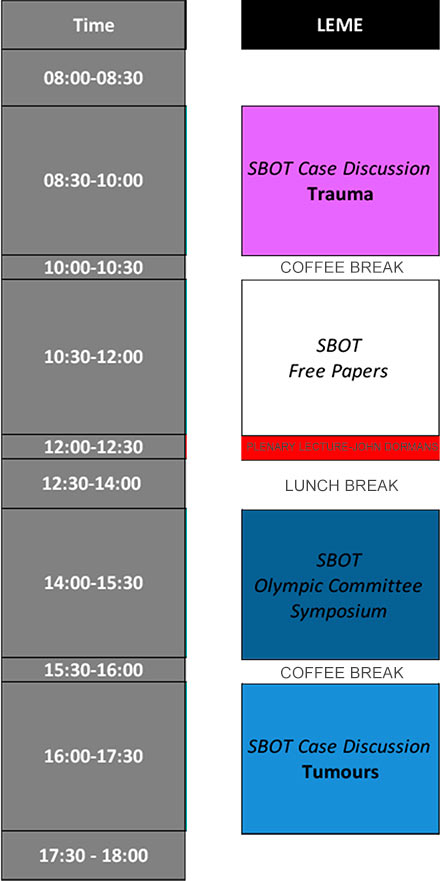 Time LEME
08:00-08:30
08:30-10:00 SBOT Case Discussion
Trauma
10:00-10:30 COFFEE BREAK
10:30-12:00 SBOT
Free Papers
12:00-12:30 PLENARY LECTURE JOHN DORMANS
12:30-14:00 LUNCH BREAK
14:00-15:30 SBOT
Olympic Committee
Symposium
15:30-16:00 COFFEE BREAK
16:00-17:30 SBOT Case Discussion
Tumours
17:30 - 18:00